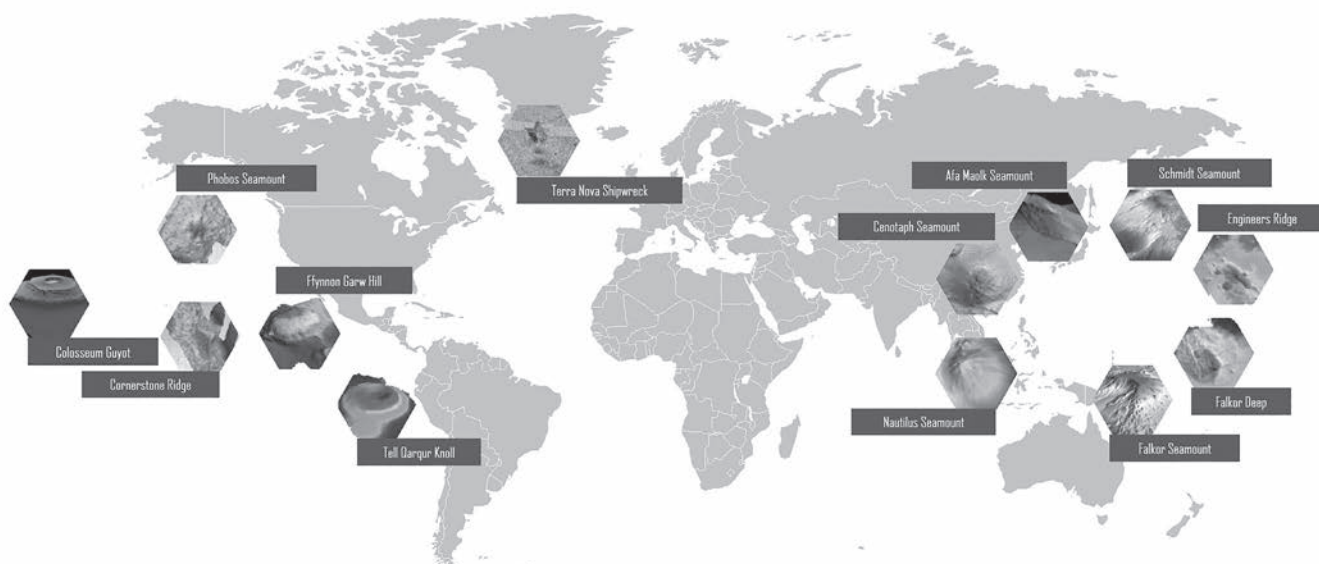 Phobos Seamount
Terra Nova Shipwreck
Afa Maolk Seamount
Schmidt Seamount
Cenotaph Seamount
Engineers Ridge
Ffynnon Garw Hill
Colosseum Guyot
Cornerstone Ridge
Tell Qarqur Knoll
Nautilus Seamount
Falkor Deep
Falkor Seamount